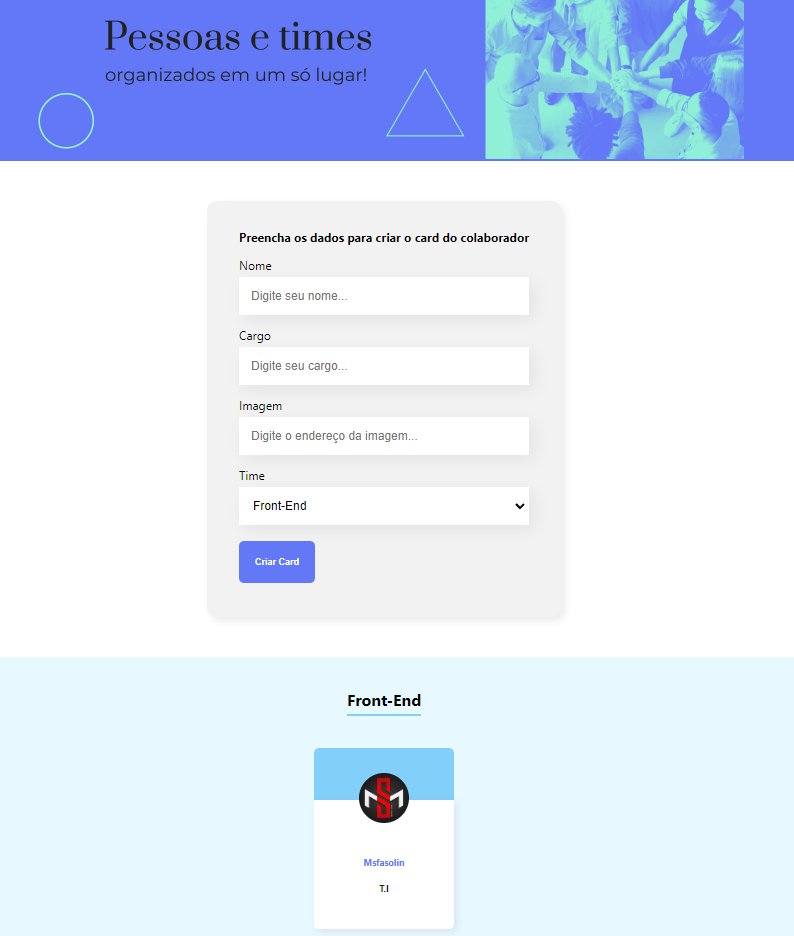 Pessoas e times
organizados em um só lugar!
Preencha os dados para criar o card do colaborador
Nome
Digite seu nome...
Cargo
Digite seu cargo...
Imagem
Digite o endereço da imagem...
Time
Front-End
Criar Card
Front-End
MSM
Msfasolin
T.I